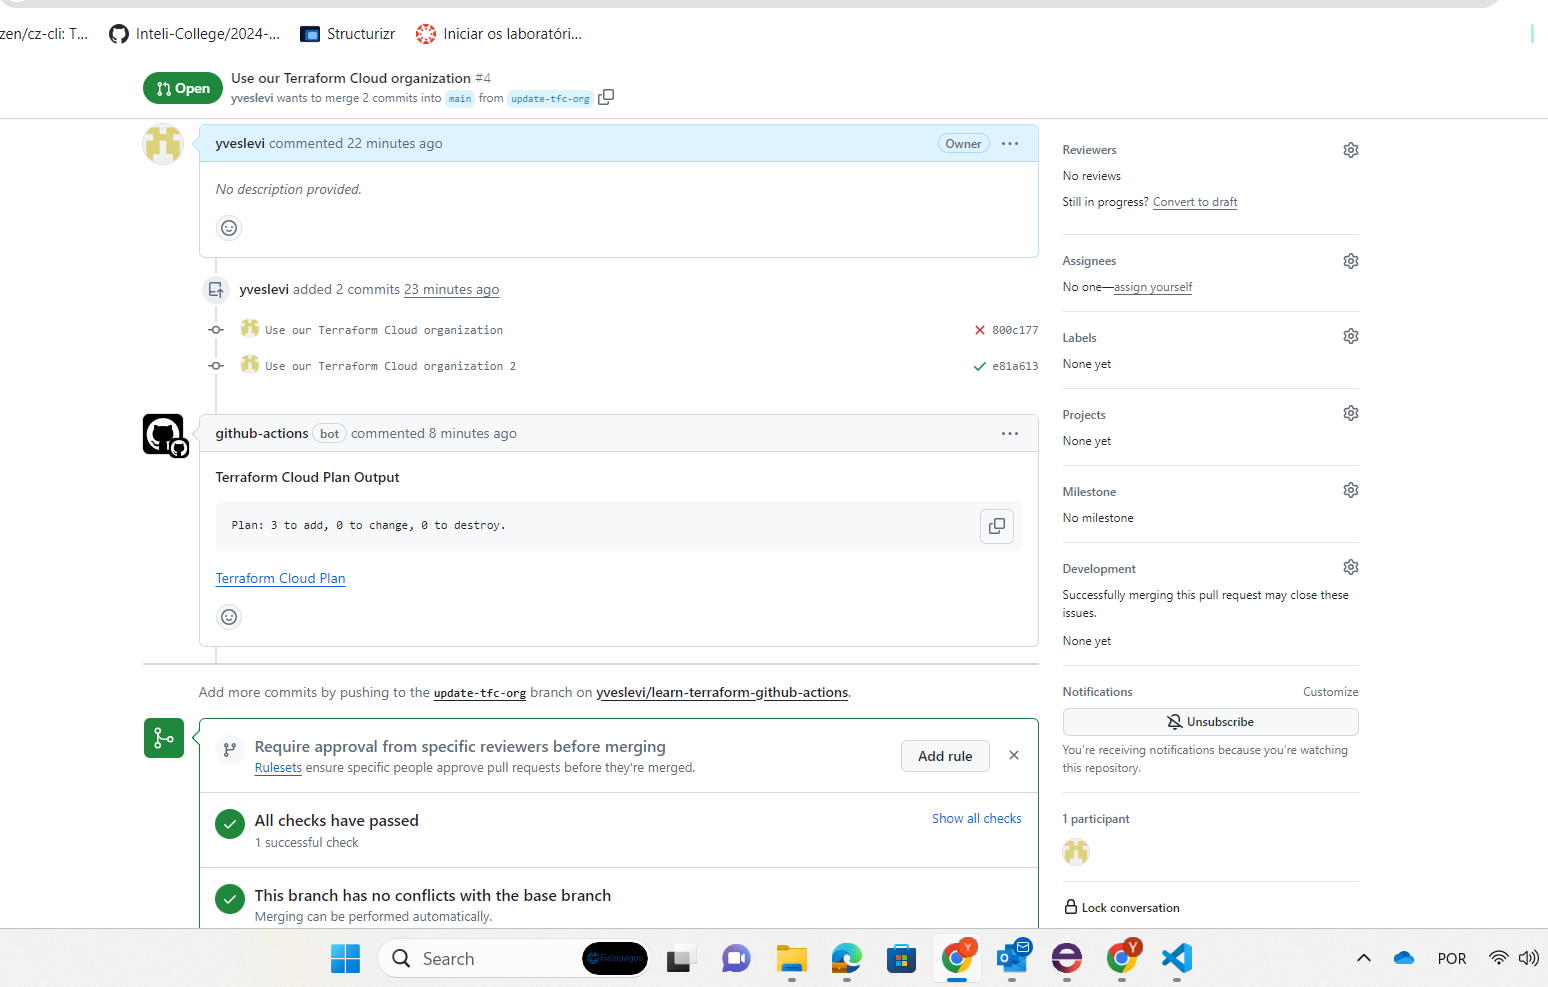 zen/cz-cli: T...
Inteli-College/2024-...
Structurizr
Iniciar os laboratóri...
Open
Use our Terraform Cloud organization #4
yveslevi wants to merge 2 commits into main from update-tfc-org
yveslevi commented 22 minutes ago
Owner
No description provided.
yveslevi added 2 commits 23 minutes ago
Use our Terraform Cloud organization
800c177
Use our Terraform Cloud organization 2
e81a613
github-actions bot commented 8 minutes ago
Terraform Cloud Plan Output
Plan: 3 to add, 0 to change, 0 to destroy.
Terraform Cloud Plan
Add more commits by pushing to the update-tfc-org branch on yveslevi/learn-terraform-github-actions.
Require approval from specific reviewers before merging
Rulesets ensure specific people approve pull requests before they're merged.
Add rule
All checks have passed
1 successful check
Show all checks
This branch has no conflicts with the base branch
Merging can be performed automatically.
Reviewers
No reviews
Still in progress? Convert to draft
Assignees
No one—assign yourself
Labels
None yet
Projects
None yet
Milestone
No milestone
Development
Successfully merging this pull request may close these
issues.
None yet
Notifications
Customize
Unsubscribe
You're receiving notifications because you're watching
this repository.
1 participant
Lock conversation
Search
Galapagos
Y
Y
POR